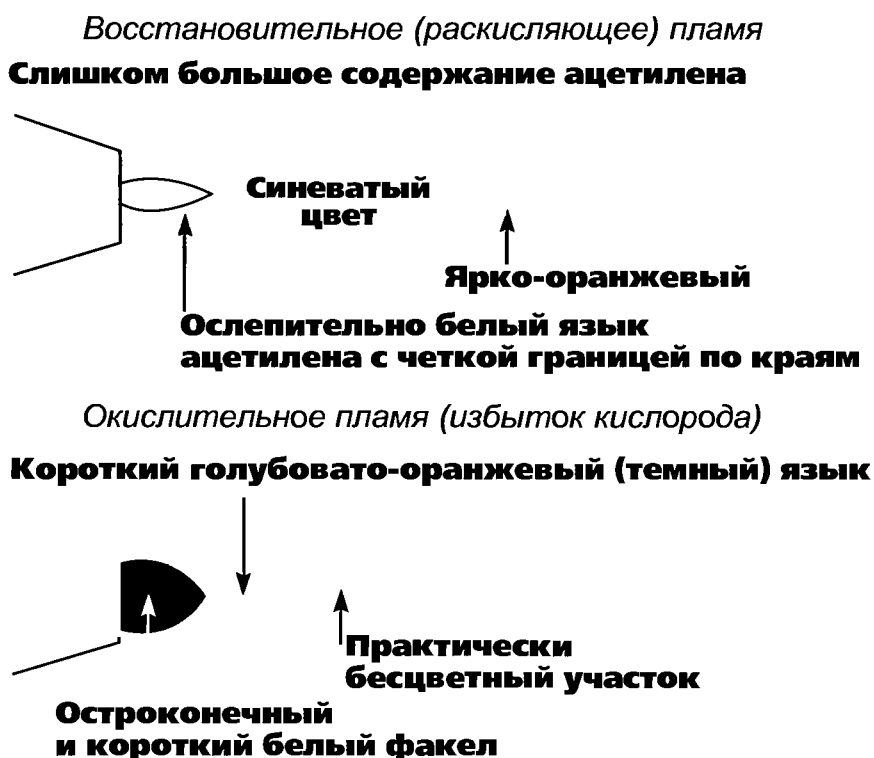 Восстановительное (раскисляющее) пламя
Слишком большое содержание ацетилена
Синеватый
цвет
Ярко-оранжевый
Ослепительно белый язык
ацетилена с четкой границей по краям
Окислительное пламя (избыток кислорода)
Короткий голубовато-оранжевый (темный) язык
Практически
бесцветный участок
Остроконечный
и короткий белый факел